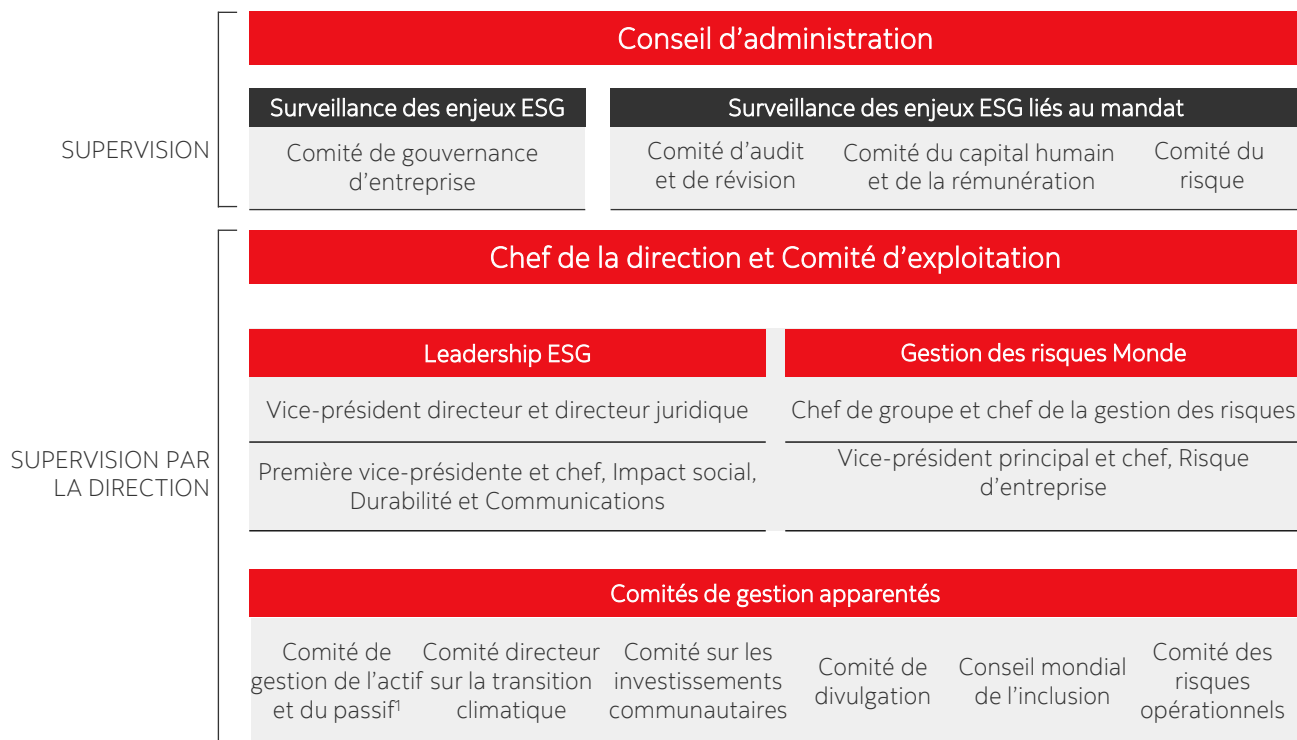 Conseil d'administration
SUPERVISION
Surveillance des enjeux ESG
Comité de gouvernance
d'entreprise
Surveillance des enjeux ESG liés au mandat
Comité d'audit
et de révision
Comité du capital humain
et de la rémunération
Comité du
risque
SUPERVISION PAR
LA DIRECTION
Chef de la direction et Comité d'exploitation
Leadership ESG
Vice-président directeur et directeur juridique
Première vice-présidente et chef, Impact social,
Durabilité et Communications
Gestion des risques Monde
Chef de groupe et chef de la gestion des risques
Vice-président principal et chef, Risque
d'entreprise
Comités de gestion apparentés
Comité de
gestion de l'actif
et du passif¹
Comité directeur
sur la transition
climatique
Comité sur les
investissements
communautaires
Comité de
divulgation
Conseil mondial
de l'inclusion
Comité des
risques
opérationnels